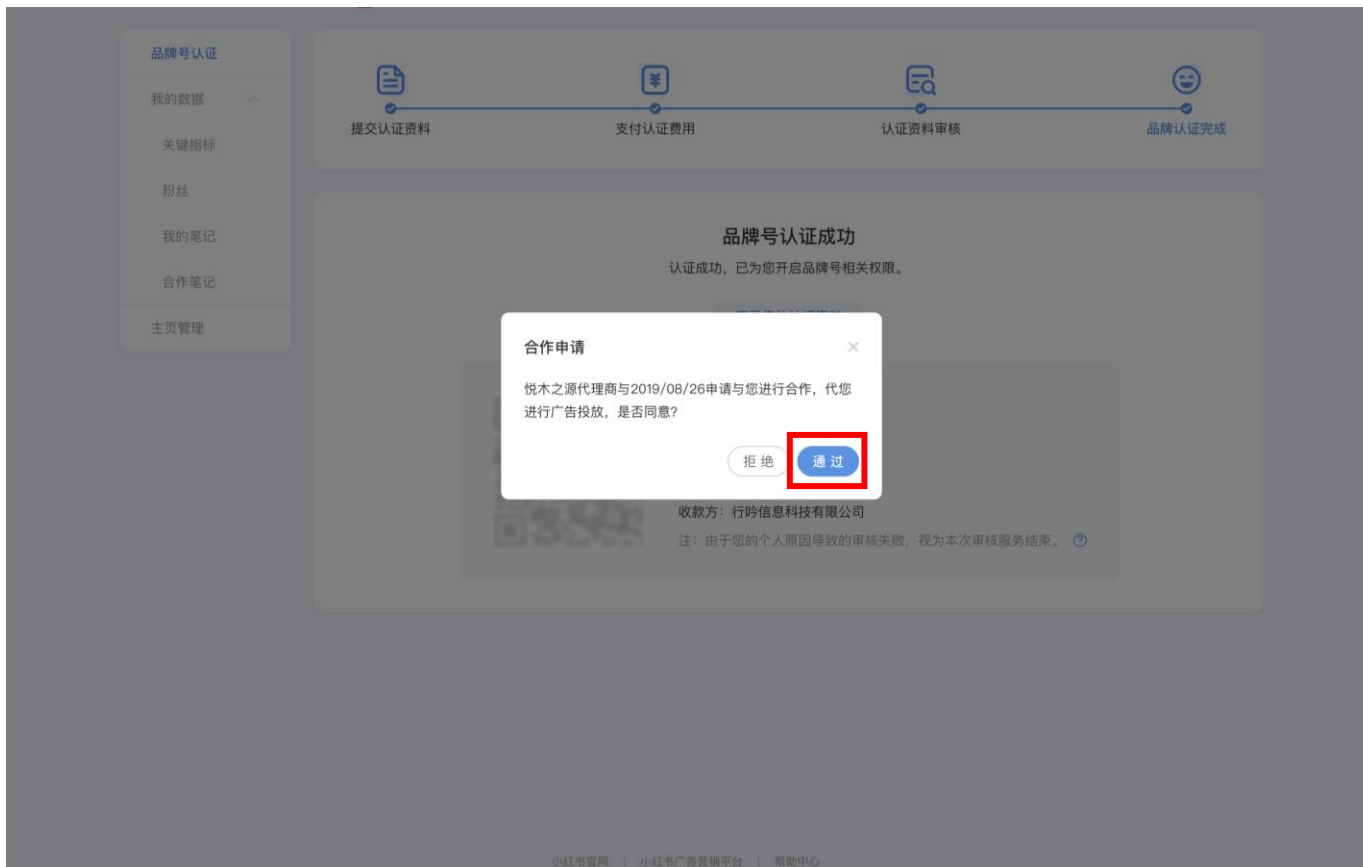 品牌号认证
我的数据
关键指标
粉丝
我的笔记
合作笔记
主页管理
提交认证资料
支付认证费用
认证资料审核
品牌认证完成
品牌号认证成功
认证成功，已为您开启品牌号相关权限。
合作申请
悦木之源代理商与2019/08/26申请与您进行合作，代您
进行广告投放，是否同意？
拒 绝
通 过
收款方：行吟信息科技有限公司
注：由于您的个人原因导致的审核失败，视为本次审核服务结束。
小红书官网 | 小红书广告营销平台 | 帮助中心